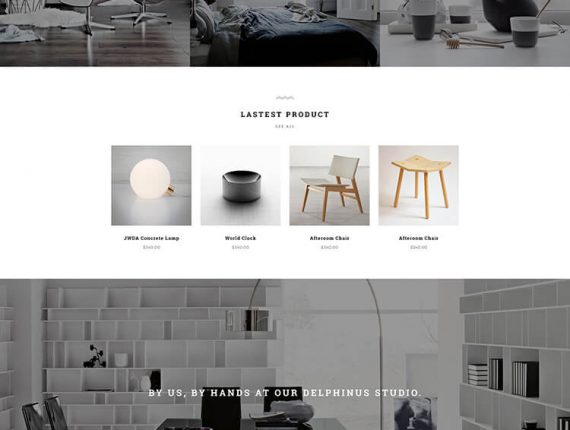 LASTEST PRODUCT
SEE ALL
JWDA Concrete Lamp
World Clock
Afteroom Chair
Afteroom Chair
$340.00
$340.00
$340.00
$340.00
BY US, BY HANDS AT OUR DELPHINUS STUDIO.